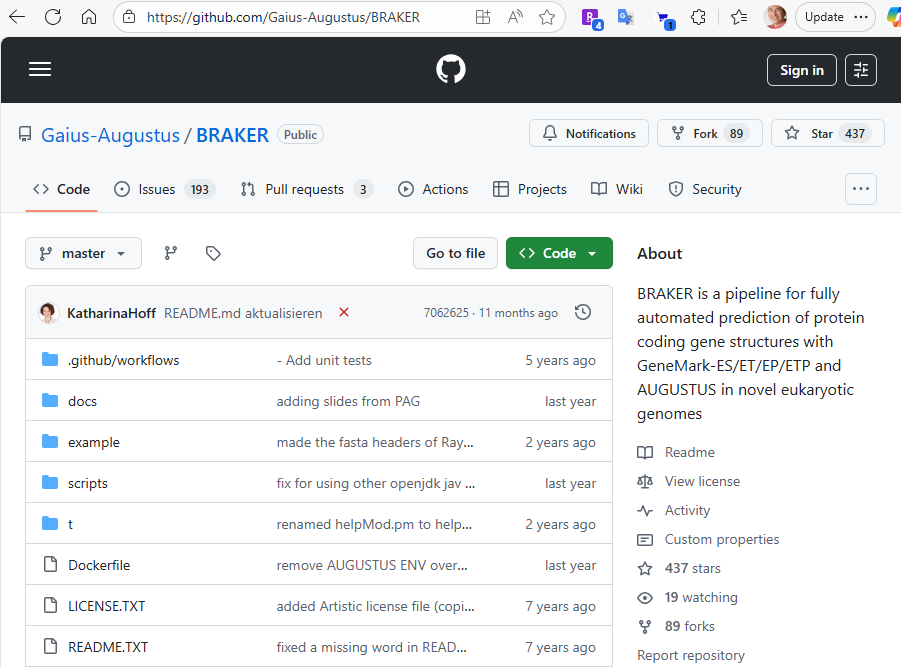 https://github.com/Gaius-Augustus/BRAKER
4
1
Update
Sign in
Gaius-Augustus / BRAKER Public
Notifications
Fork 89
Star 437
Code
Issues 193
Pull requests 3
Actions
Projects
Wiki
Security
master
Go to file
Code
KatharinaHoff README.md aktualisieren 7062625 · 11 months ago
.github/workflows - Add unit tests 5 years ago
docs adding slides from PAG last year
example made the fasta headers of Ray... 2 years ago
scripts fix for using other openjdk jav ... last year
t renamed helpMod.pm to help... 2 years ago
Dockerfile remove AUGUSTUS ENV over... last year
LICENSE.TXT added Artistic license file (copi... 7 years ago
README.TXT fixed a missing word in READ... 7 years ago
About
BRAKER is a pipeline for fully
automated prediction of protein
coding gene structures with
GeneMark-ES/ET/EP/ETP and
AUGUSTUS in novel eukaryotic
genomes
Readme
View license
Activity
Custom properties
437 stars
19 watching
89 forks
Report repository